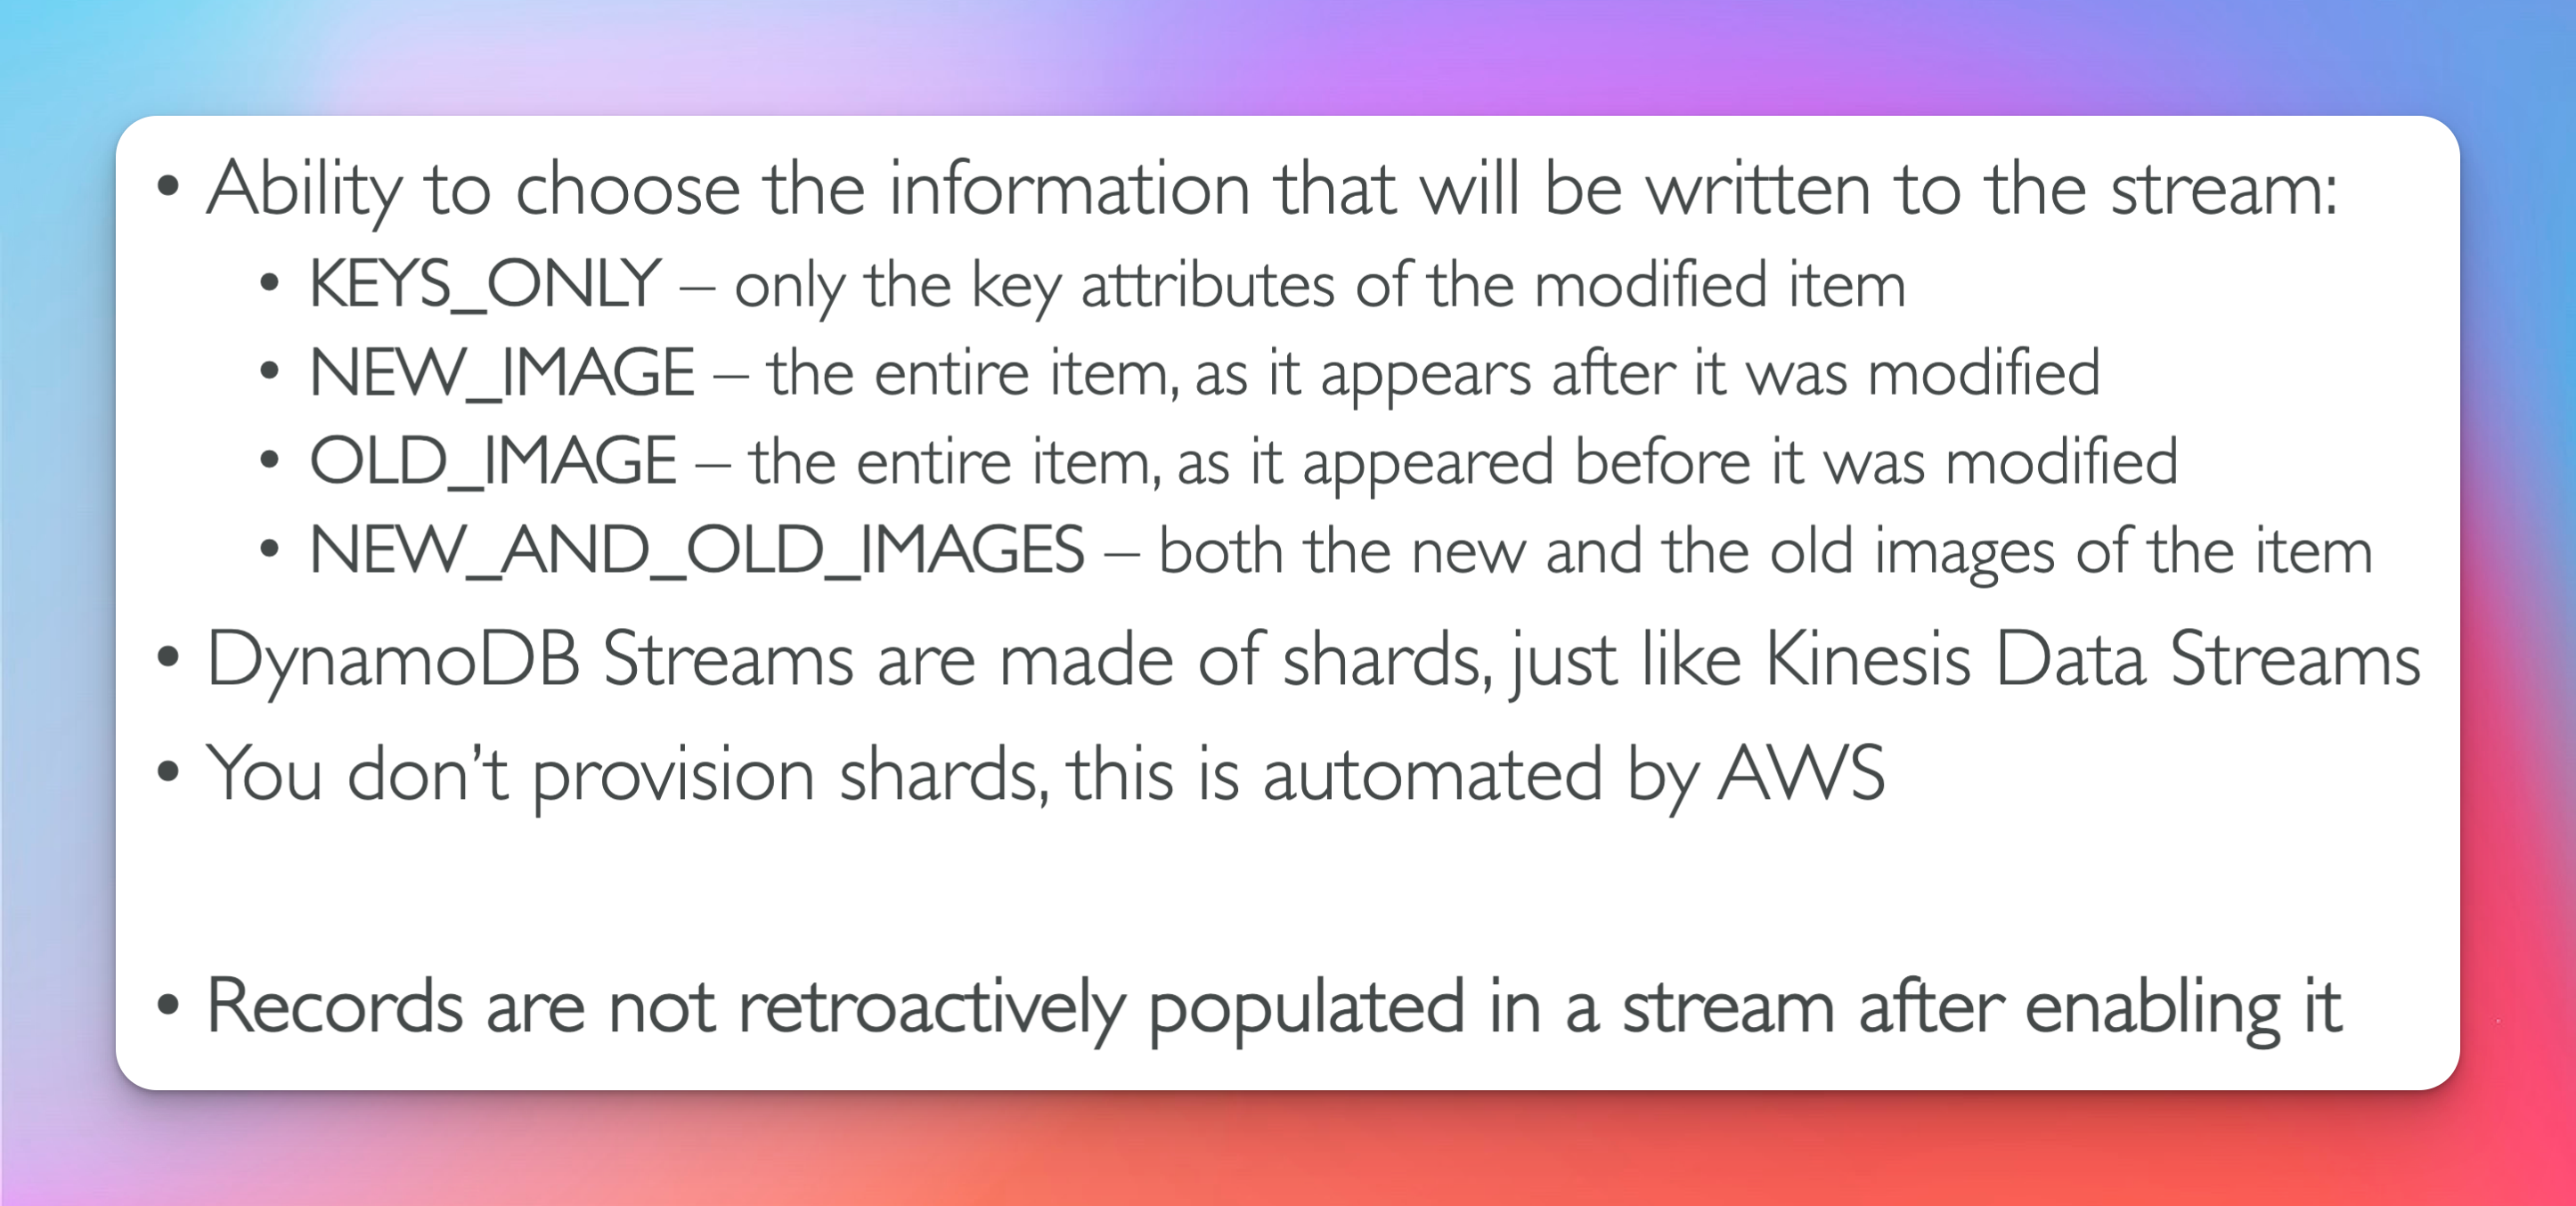 • Ability to choose the information that will be written to the stream:
• KEYS_ONLY – only the key attributes of the modified item
• NEW_IMAGE – the entire item, as it appears after it was modified
• OLD_IMAGE – the entire item, as it appeared before it was modified
• NEW_AND_OLD_IMAGES – both the new and the old images of the item
• DynamoDB Streams are made of shards, just like Kinesis Data Streams
• You don’t provision shards, this is automated by AWS
• Records are not retroactively populated in a stream after enabling it